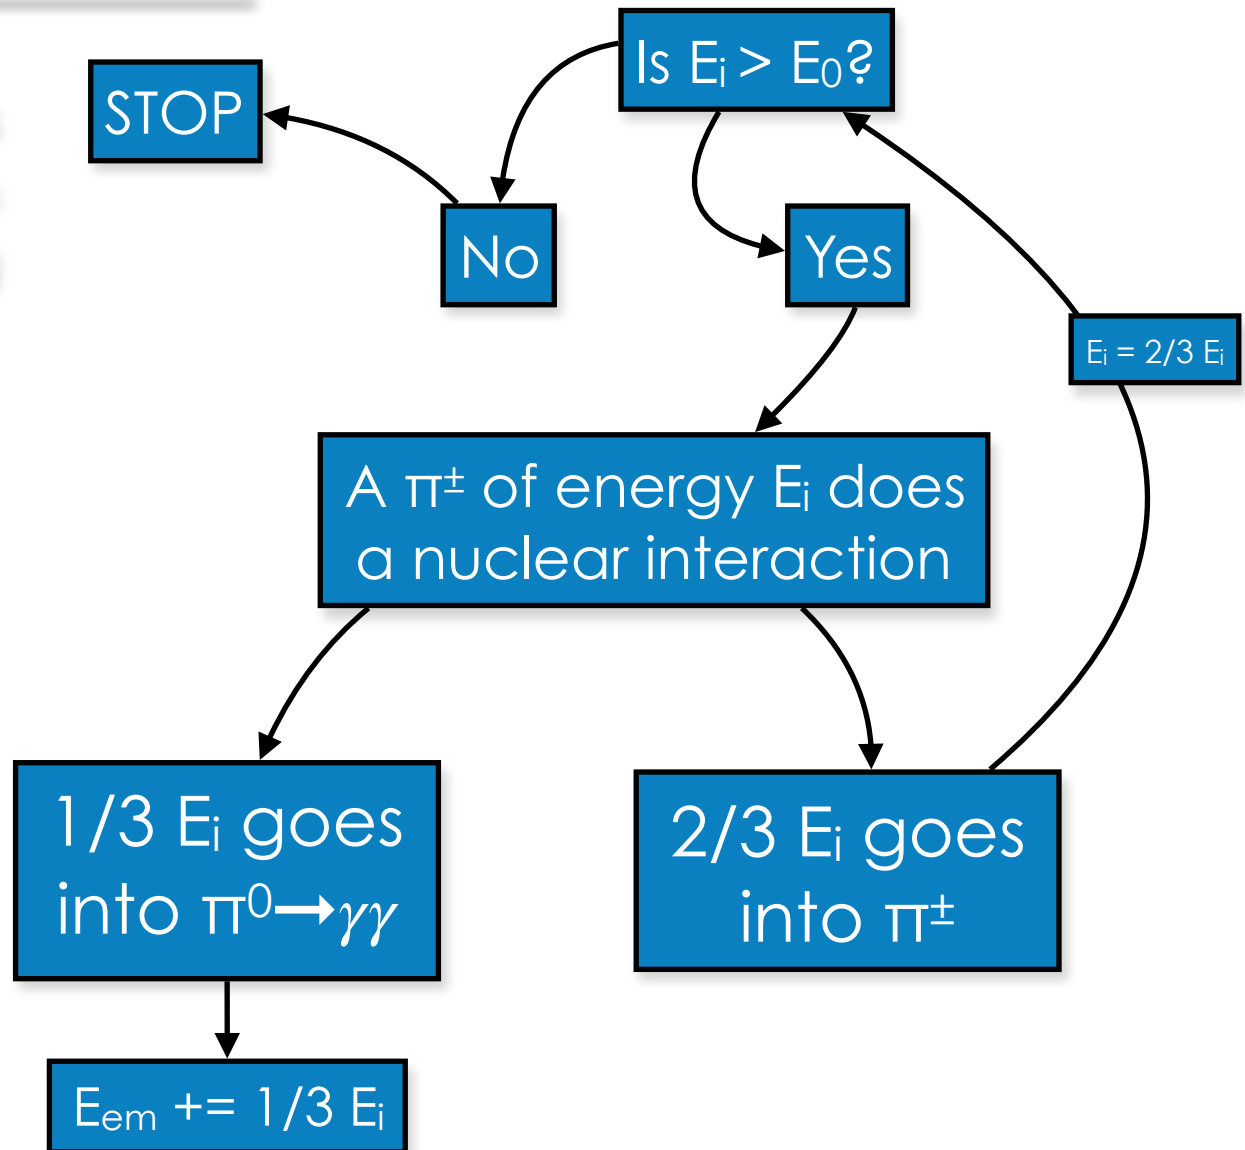 Is Eᵢ > E₀?
STOP
No
Yes
Eᵢ = 2/3 Eᵢ
A π± of energy Eᵢ does
a nuclear interaction
1/3 Eᵢ goes
into π⁰→γγ
2/3 Eᵢ goes
into π±
Eem += 1/3 Eᵢ